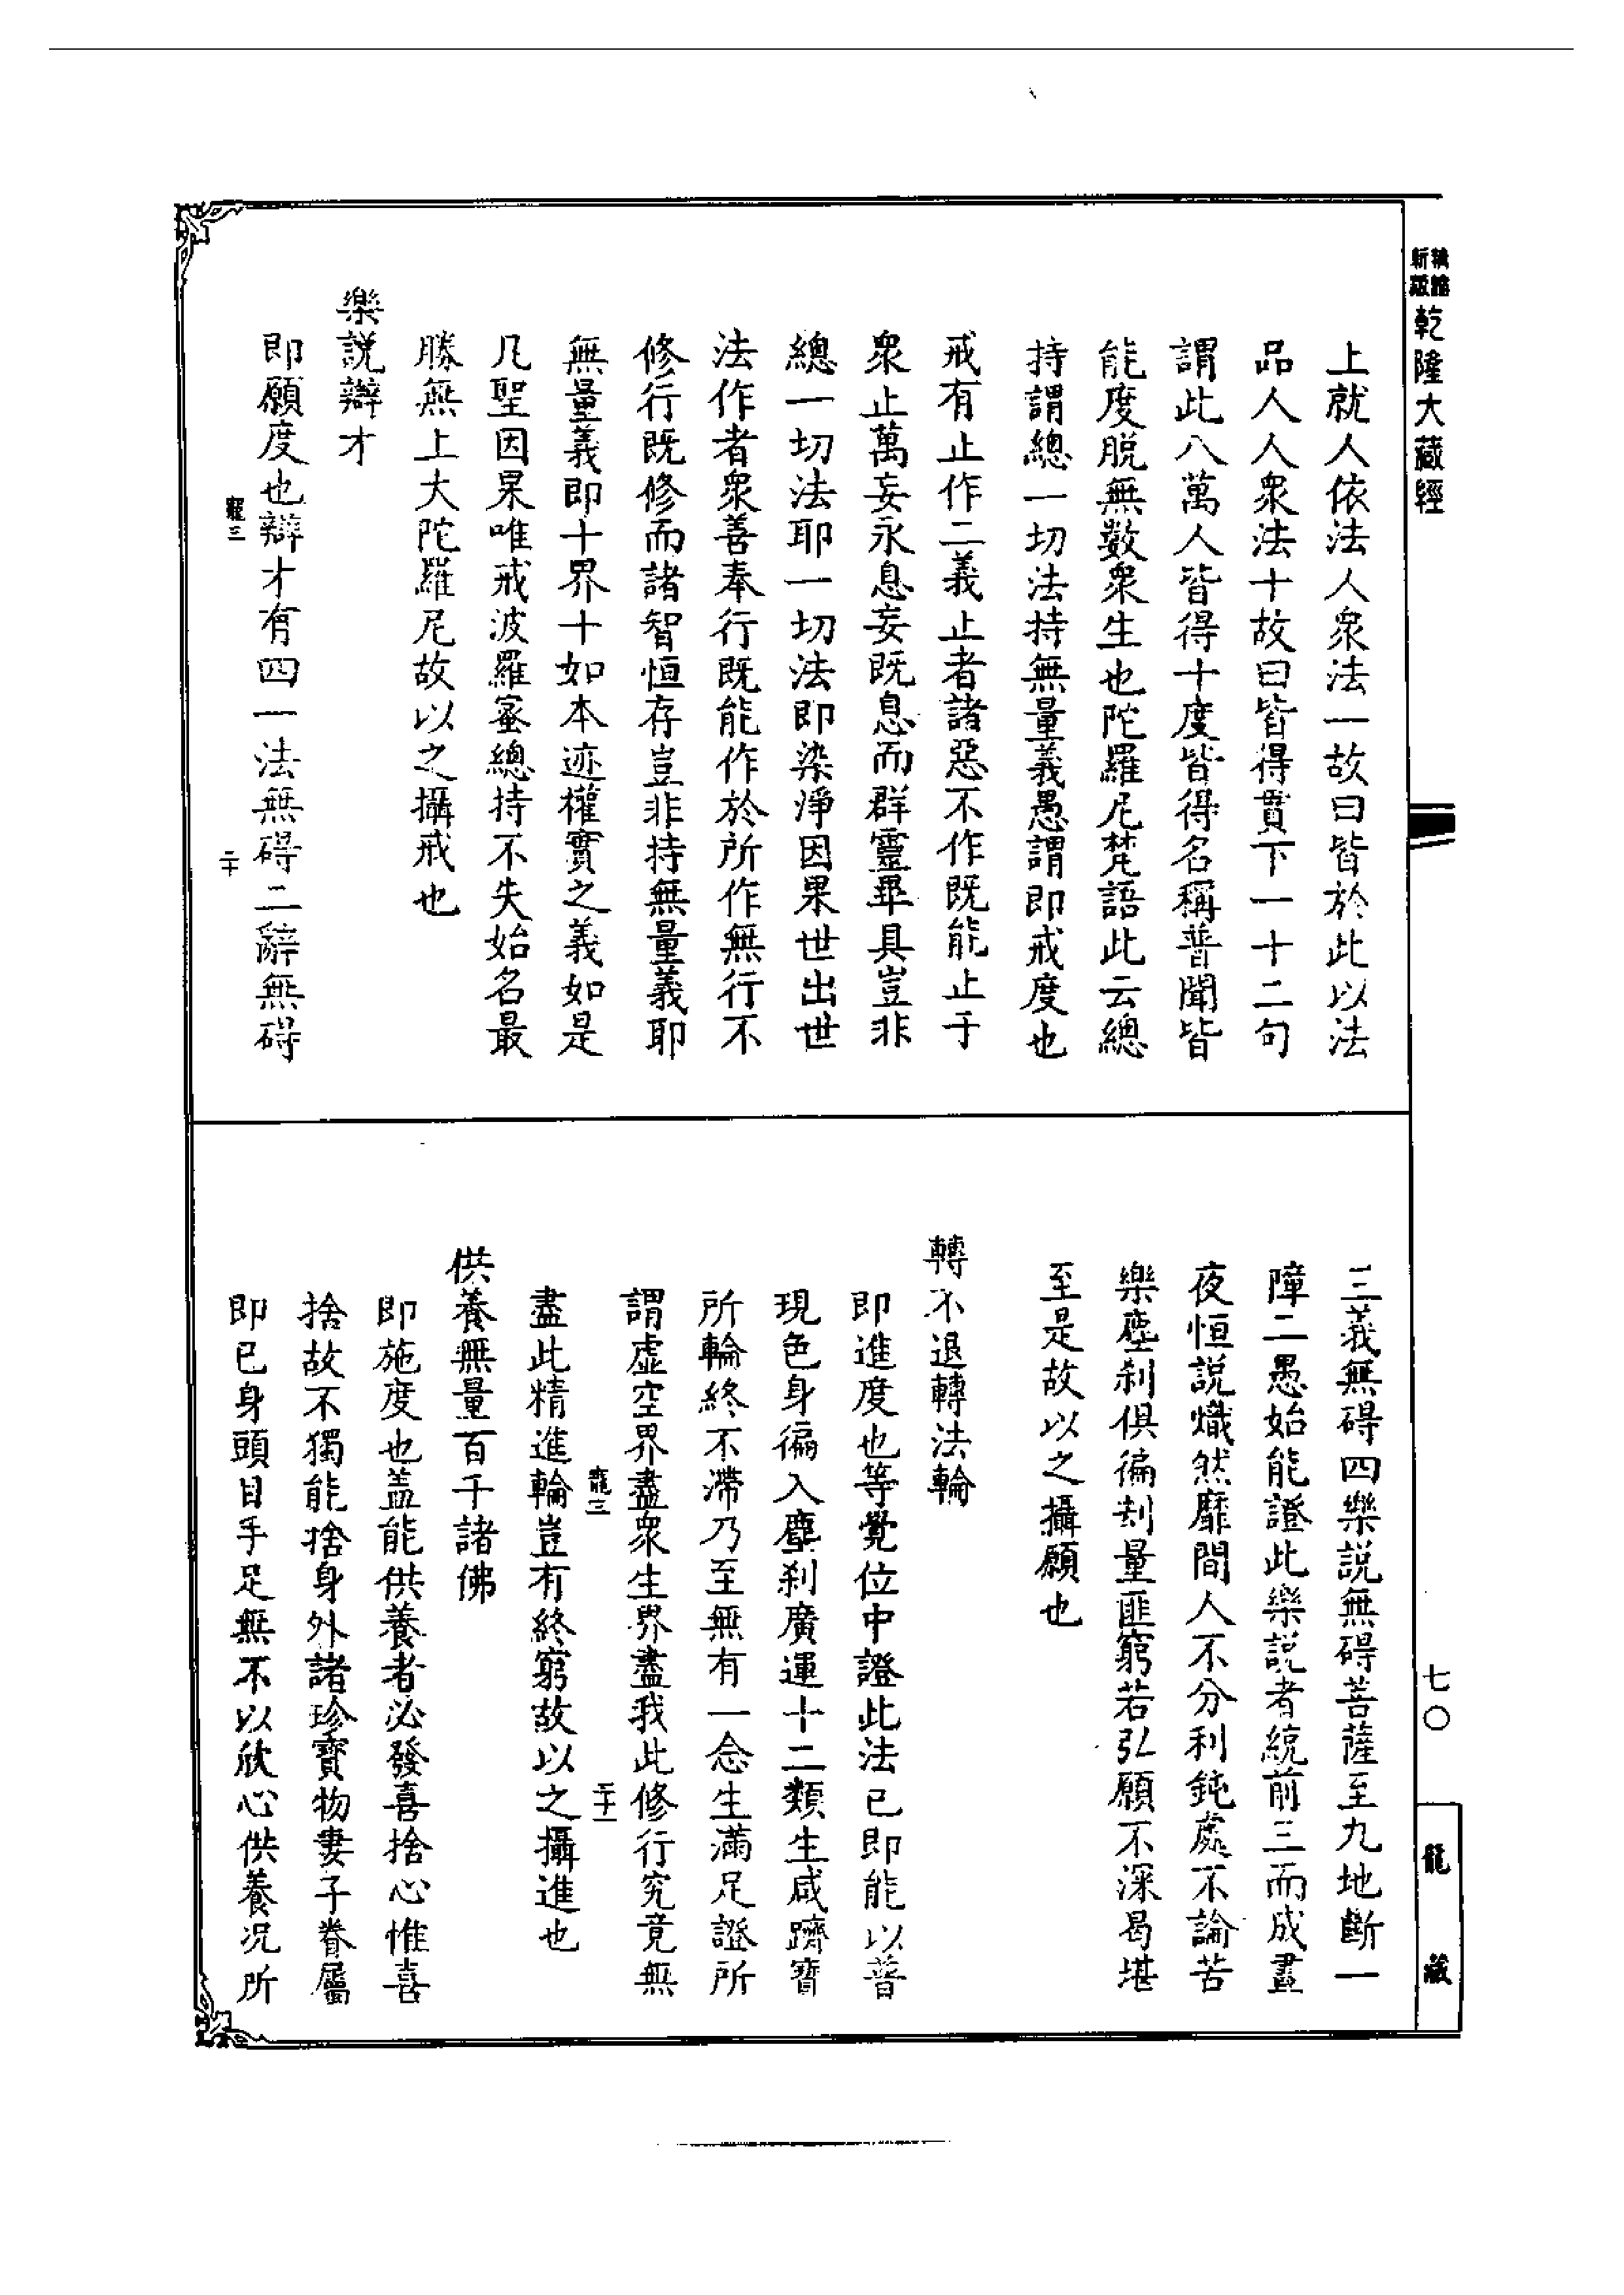 乾隆大藏經
上就人依法人眾法一故曰皆於此以法
品人人眾法十故曰皆得貫下一十二句
謂此八萬人皆得十度皆得名稱普聞皆
能度脫無數眾生也陀羅尼梵語此云總
持謂總一切法持無量義愚謂即戒度也
戒有止作二義止者諸惡不作既能止于
眾止萬妄永息妄既息而群靈畢具豈非
總一切法耶一切法即染淨因果世出世
法作者眾善奉行既能作於所作無行不
修行既修而諸智恒存豈非持無量義耶
無量義即十界十如本迹權實之義如是
凡聖因果唯戒波羅蜜總持不失始名最
勝無上大陀羅尼故以之攝戒也
樂說辯才
即願度也辯才有四一法無碍二辭無碍
二十
三義無碍四樂說無碍菩薩至九地斷一
障二愚始能證此樂說者統前三而成晝
夜恒說熾然靡間人不分利鈍處不論苦
樂塵剎俱徧刦量匪窮若弘願不深曷堪
至是故以之攝願也
轉不退轉法輪
即進度也等覺位中證此法已即能以普
現色身徧入塵剎廣運十二類生咸躋寶
所輪終不滯乃至無有一念生滿足證所
謂虛空界盡眾生界盡我此修行究竟無
二十一
盡此精進輪豈有終窮故以之攝進也
供養無量百千諸佛
即施度也盖能供養者必發喜捨心惟喜
捨故不獨能捨身外諸珍寶物妻子眷屬
即已身頭目手足無不以欣心供養況所
七〇
龍藏